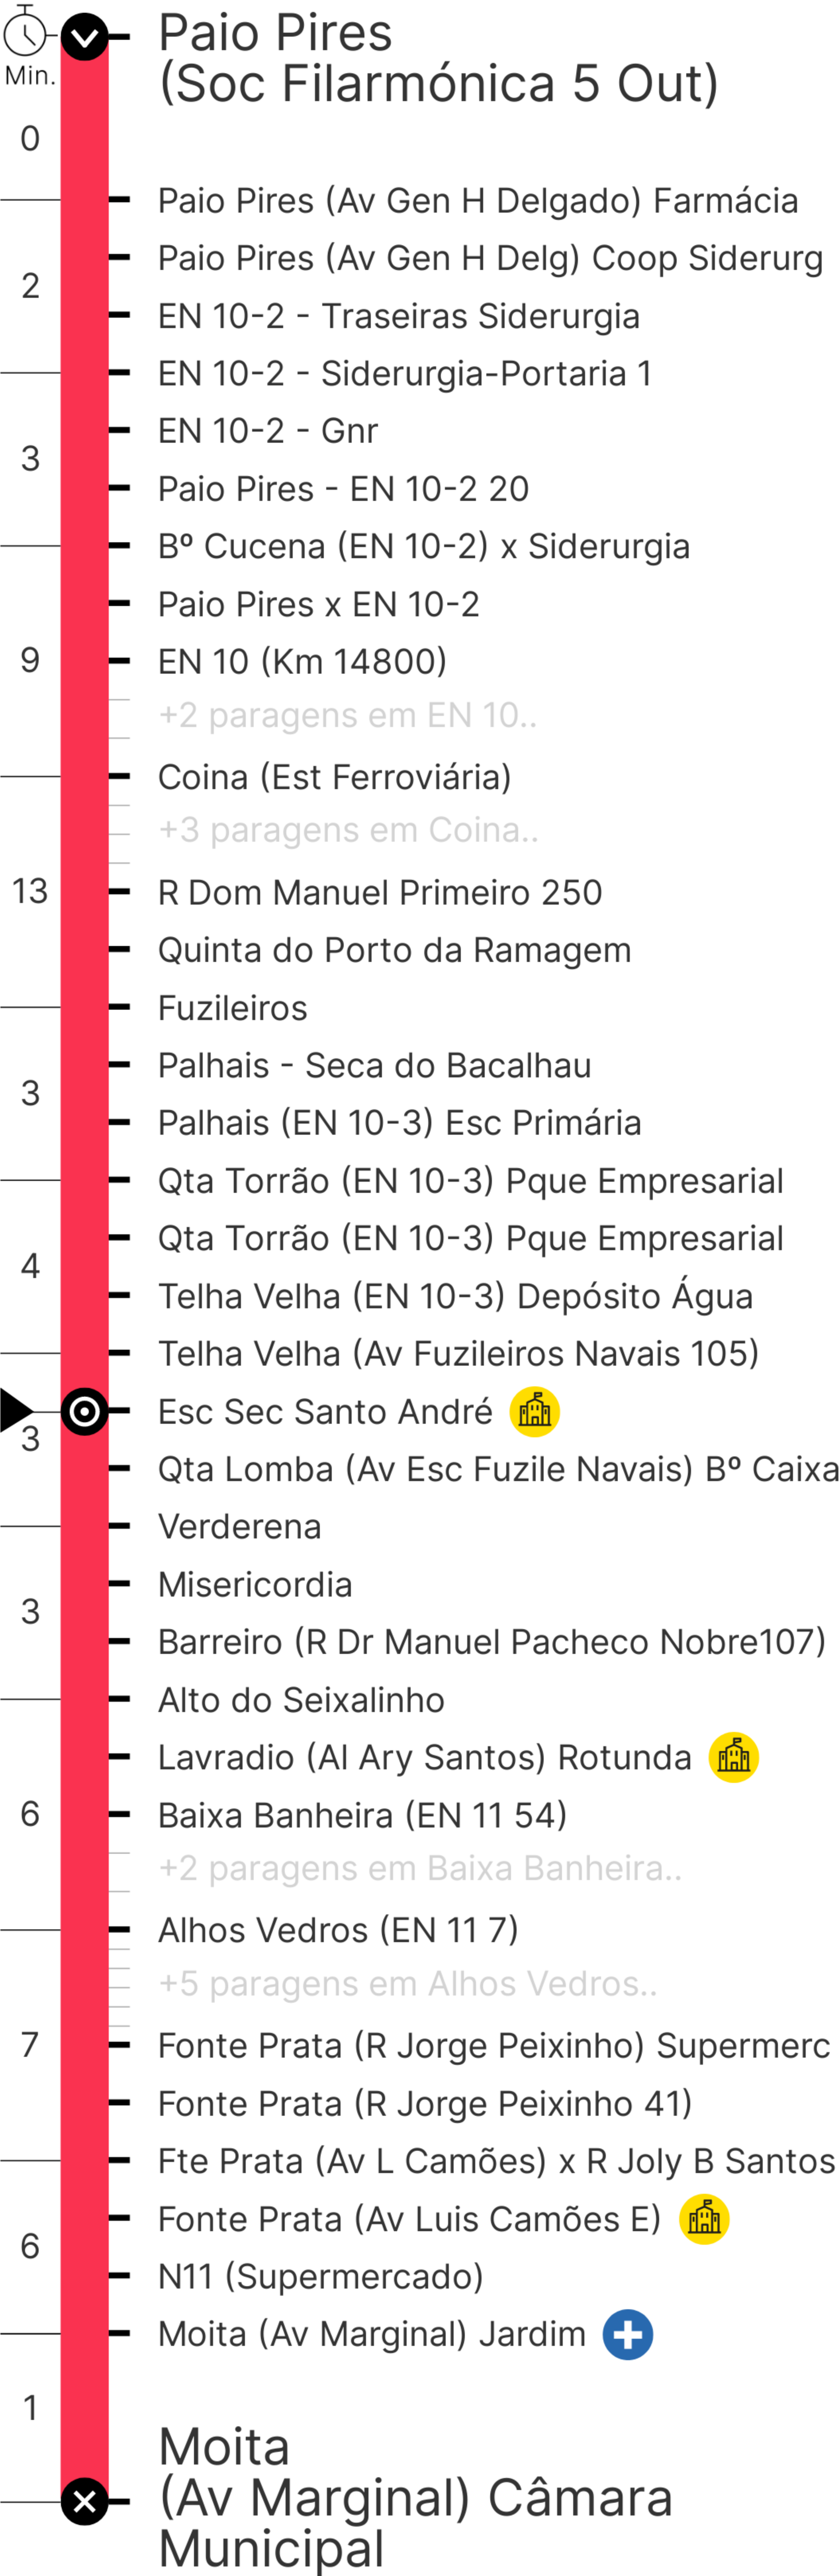 Paio Pires
(Soc Filarmónica 5 Out)
Min.
0
Paio Pires (Av Gen H Delgado) Farmácia
Paio Pires (Av Gen H Delg) Coop Siderurg
2
EN 10-2 - Traseiras Siderurgia
EN 10-2 - Siderurgia-Portaria 1
EN 10-2 - Gnr
3
Paio Pires - EN 10-2 20
Bº Cucena (EN 10-2) x Siderurgia
Paio Pires x EN 10-2
9
EN 10 (Km 14800)
+2 paragens em EN 10..
Coina (Est Ferroviária)
+3 paragens em Coina..
13
R Dom Manuel Primeiro 250
Quinta do Porto da Ramagem
Fuzileiros
Palhais - Seca do Bacalhau
3
Palhais (EN 10-3) Esc Primária
Qta Torrão (EN 10-3) Pque Empresarial
Qta Torrão (EN 10-3) Pque Empresarial
4
Telha Velha (EN 10-3) Depósito Água
Telha Velha (Av Fuzileiros Navais 105)
Esc Sec Santo André
3
Qta Lomba (Av Esc Fuzile Navais) Bº Caixa
Verderena
Misericordia
3
Barreiro (R Dr Manuel Pacheco Nobre107)
Alto do Seixalinho
Lavradio (Al Ary Santos) Rotunda
6
Baixa Banheira (EN 11 54)
+2 paragens em Baixa Banheira..
Alhos Vedros (EN 11 7)
+5 paragens em Alhos Vedros..
7
Fonte Prata (R Jorge Peixinho) Supermerc
Fonte Prata (R Jorge Peixinho 41)
Fte Prata (Av L Camões) x R Joly B Santos
Fonte Prata (Av Luis Camões E)
6
N11 (Supermercado)
Moita (Av Marginal) Jardim
1
Moita
(Av Marginal) Câmara
Municipal